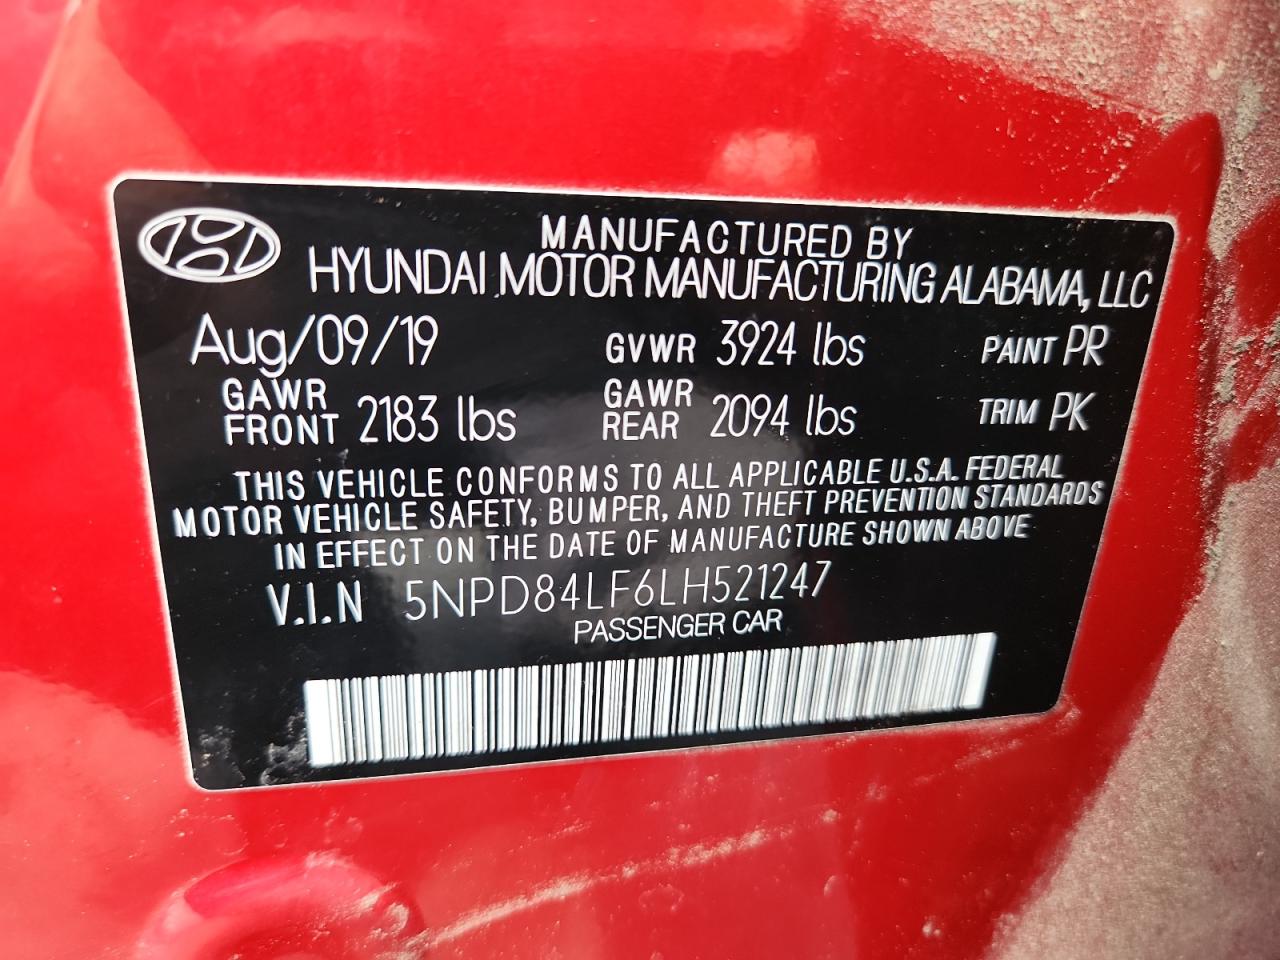 MANUFACTURED BY
HYUNDAI MOTOR MANUFACTURING ALABAMA, LLC
Aug/09/19 GVWR 3924 lbs PAINT PR
GAWR FRONT 2183 lbs GAWR REAR 2094 lbs TRIM PK
THIS VEHICLE CONFORMS TO ALL APPLICABLE U.S.A. FEDERAL
MOTOR VEHICLE SAFETY, BUMPER, AND THEFT PREVENTION STANDARDS
IN EFFECT ON THE DATE OF MANUFACTURE SHOWN ABOVE
V.I.N 5NPD84LF6LH521247
PASSENGER CAR